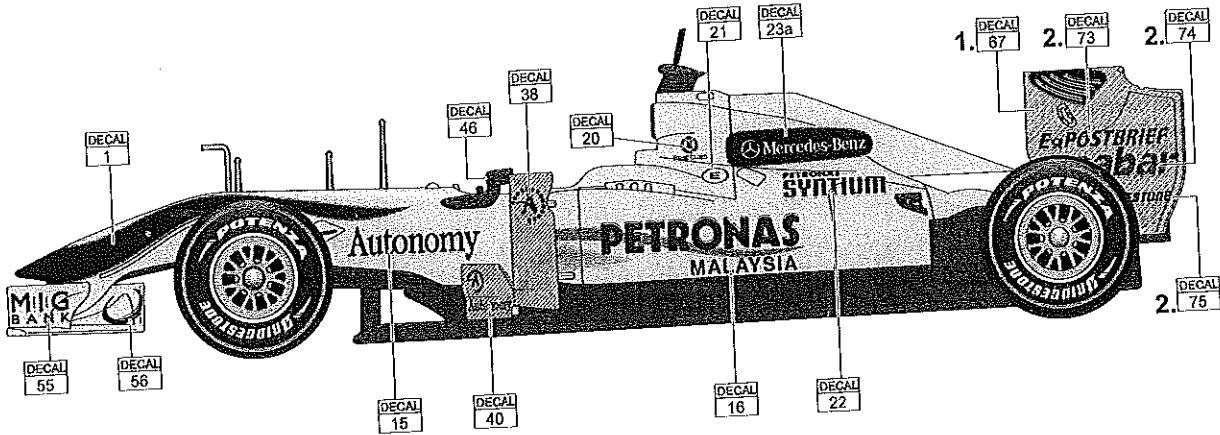 DECAL
21
DECAL
23a
1. DECAL
67
2. DECAL
73
2. DECAL
74
DECAL
38
DECAL
46
DECAL
20
DECAL
1
Mercedes-Benz
EqPOSTBRIEF
aabar
E
PETRONAS
SYNTIUM
POTENZA
POTENZA
Autonomy
PETRONAS
MALAYSIA
MIG
BANK
BRIDGESTONE
BRIDGESTONE
2. DECAL
75
DECAL
55
DECAL
56
DECAL
15
DECAL
40
DECAL
16
DECAL
22